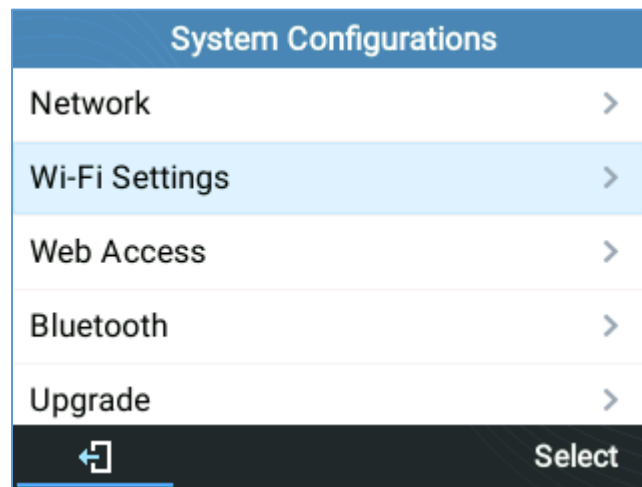 System Configurations
Network
Wi-Fi Settings
Web Access
Bluetooth
Upgrade
Select